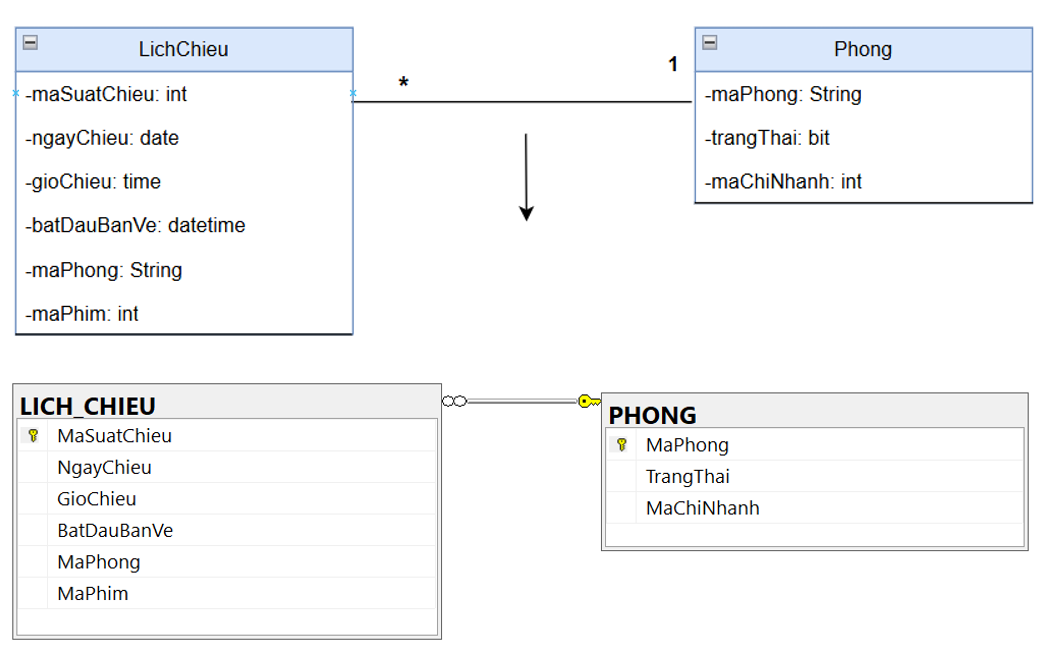 LichChieu
-maSuatChieu: int
-ngayChieu: date
-gioChieu: time
-batDauBanVe: datetime
-maPhong: String
-maPhim: int
*
1
Phong
-maPhong: String
-trangThai: bit
-maChiNhanh: int
LICH_CHIEU
MaSuatChieu
NgayChieu
GioChieu
BatDauBanVe
MaPhong
MaPhim
PHONG
MaPhong
TrangThai
MaChiNhanh